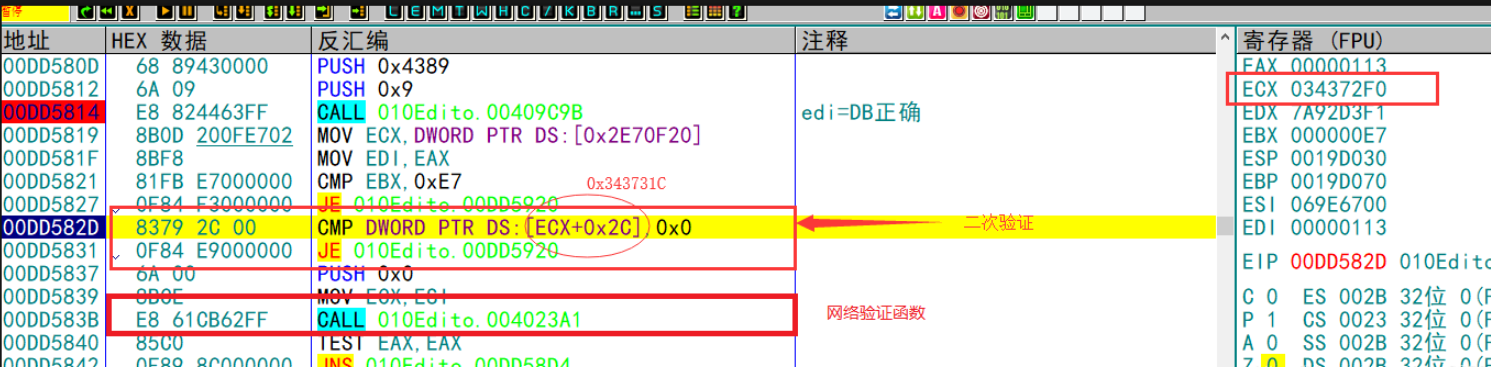 暂停 L E M T W H C / K B R ... S ?
地址 HEX 数据 反汇编 注释 寄存器 (FPU)
00DD580D 68 89430000 PUSH 0x4389 EAX 00000113
00DD5812 6A 09 PUSH 0x9 ECX 034372F0
00DD5814 E8 824463FF CALL 010Edito.00409C9B edi=DB正确 EDX 7A92D3F1
00DD5819 8B0D 200FE702 MOV ECX,DWORD PTR DS:[0x2E70F20] EBX 000000E7
00DD581F 8BF8 MOV EDI,EAX ESP 0019D030
00DD5821 81FB E7000000 CMP EBX,0xE7 0x343731C EBP 0019D070
00DD5827 0F84 F3000000 JE 010Edito.00DD5920 ESI 069E6700
00DD582D 8379 2C 00 CMP DWORD PTR DS:[ECX+0x2C],0x0 二次验证 EDI 00000113
00DD5831 0F84 E9000000 JE 010Edito.00DD5920
00DD5837 6A 00 PUSH 0x0 EIP 00DD582D 010Edito
00DD5839 8BCE MOV ECX,ESI C 0 ES 002B 32位 0(F
00DD583B E8 61CB62FF CALL 010Edito.004023A1 网络验证函数 P 1 CS 0023 32位 0(F
00DD5840 85C0 TEST EAX,EAX A 0 SS 002B 32位 0(F
00DD5842 0F89 8C000000 JNS 010Edito.00DD58D4 Z 0 DS 002B 32位 0(F